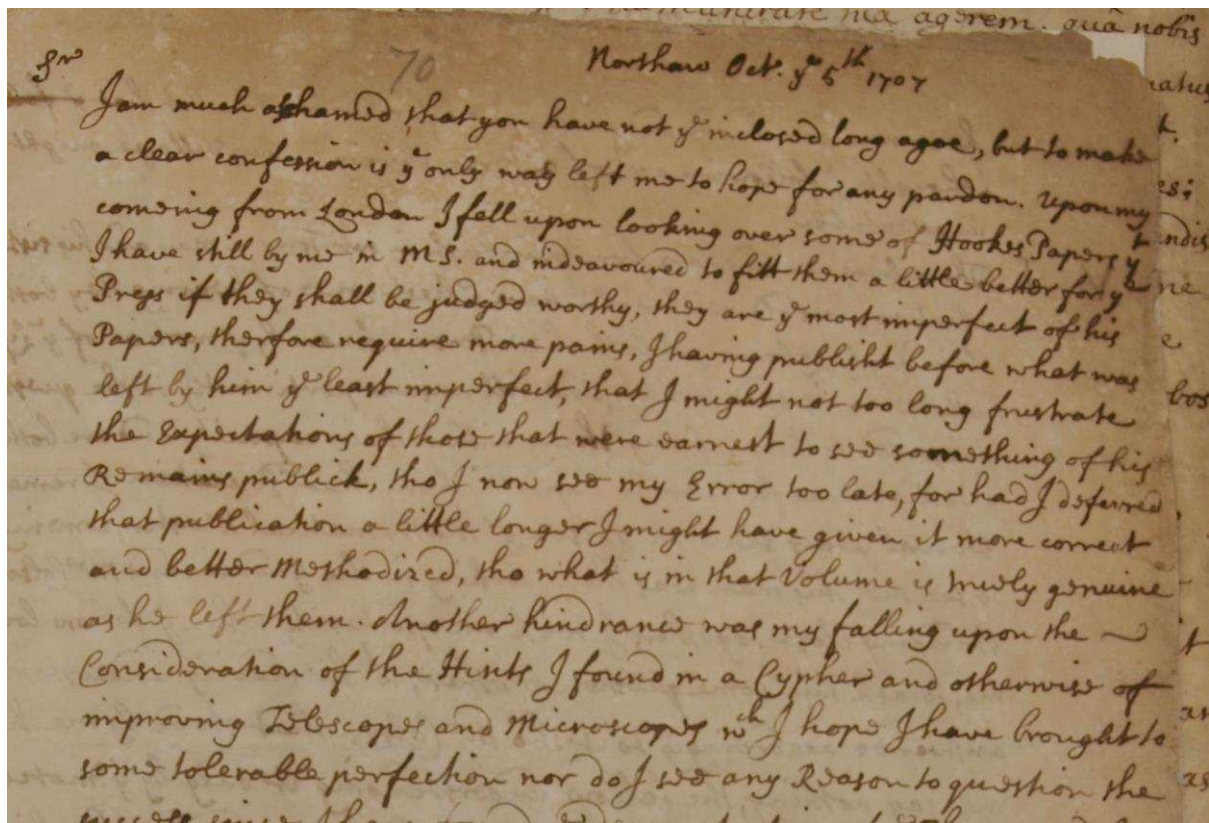 municare ma agerem. quā nobis
70
Northaw Oct. yᵉ 5ᵗʰ 1707
Sʳ
I am much ashamed that you have not yᵉ inclosed long agoe, but to make
a clear confession is yᵉ only way left me to hope for any pardon. Upon my
comeing from London I fell upon looking over some of Hookes Papers yᵗ
I have still by me in MS. and indeavoured to fitt them a little better for yᵉ
Press if they shall be judged worthy, they are yᵉ most imperfect of his
Papers, therfore require more pains, I having publisht before what was
left by him yᵉ least imperfect, that I might not too long frustrate
the Expectations of those that were earnest to see something of his
Remains publick, tho I now see my Error too late, for had I deferred
that publication a little longer I might have given it more correct
and better Methodized, tho what is in that Volume is truely genuine
as he left them. Another hindrance was my falling upon the
Consideration of the Hints I found in a Cypher and otherwise of
improving Telescopes and Microscopes wᶜʰ I hope I have brought to
some tolerable perfection nor do I see any Reason to question the